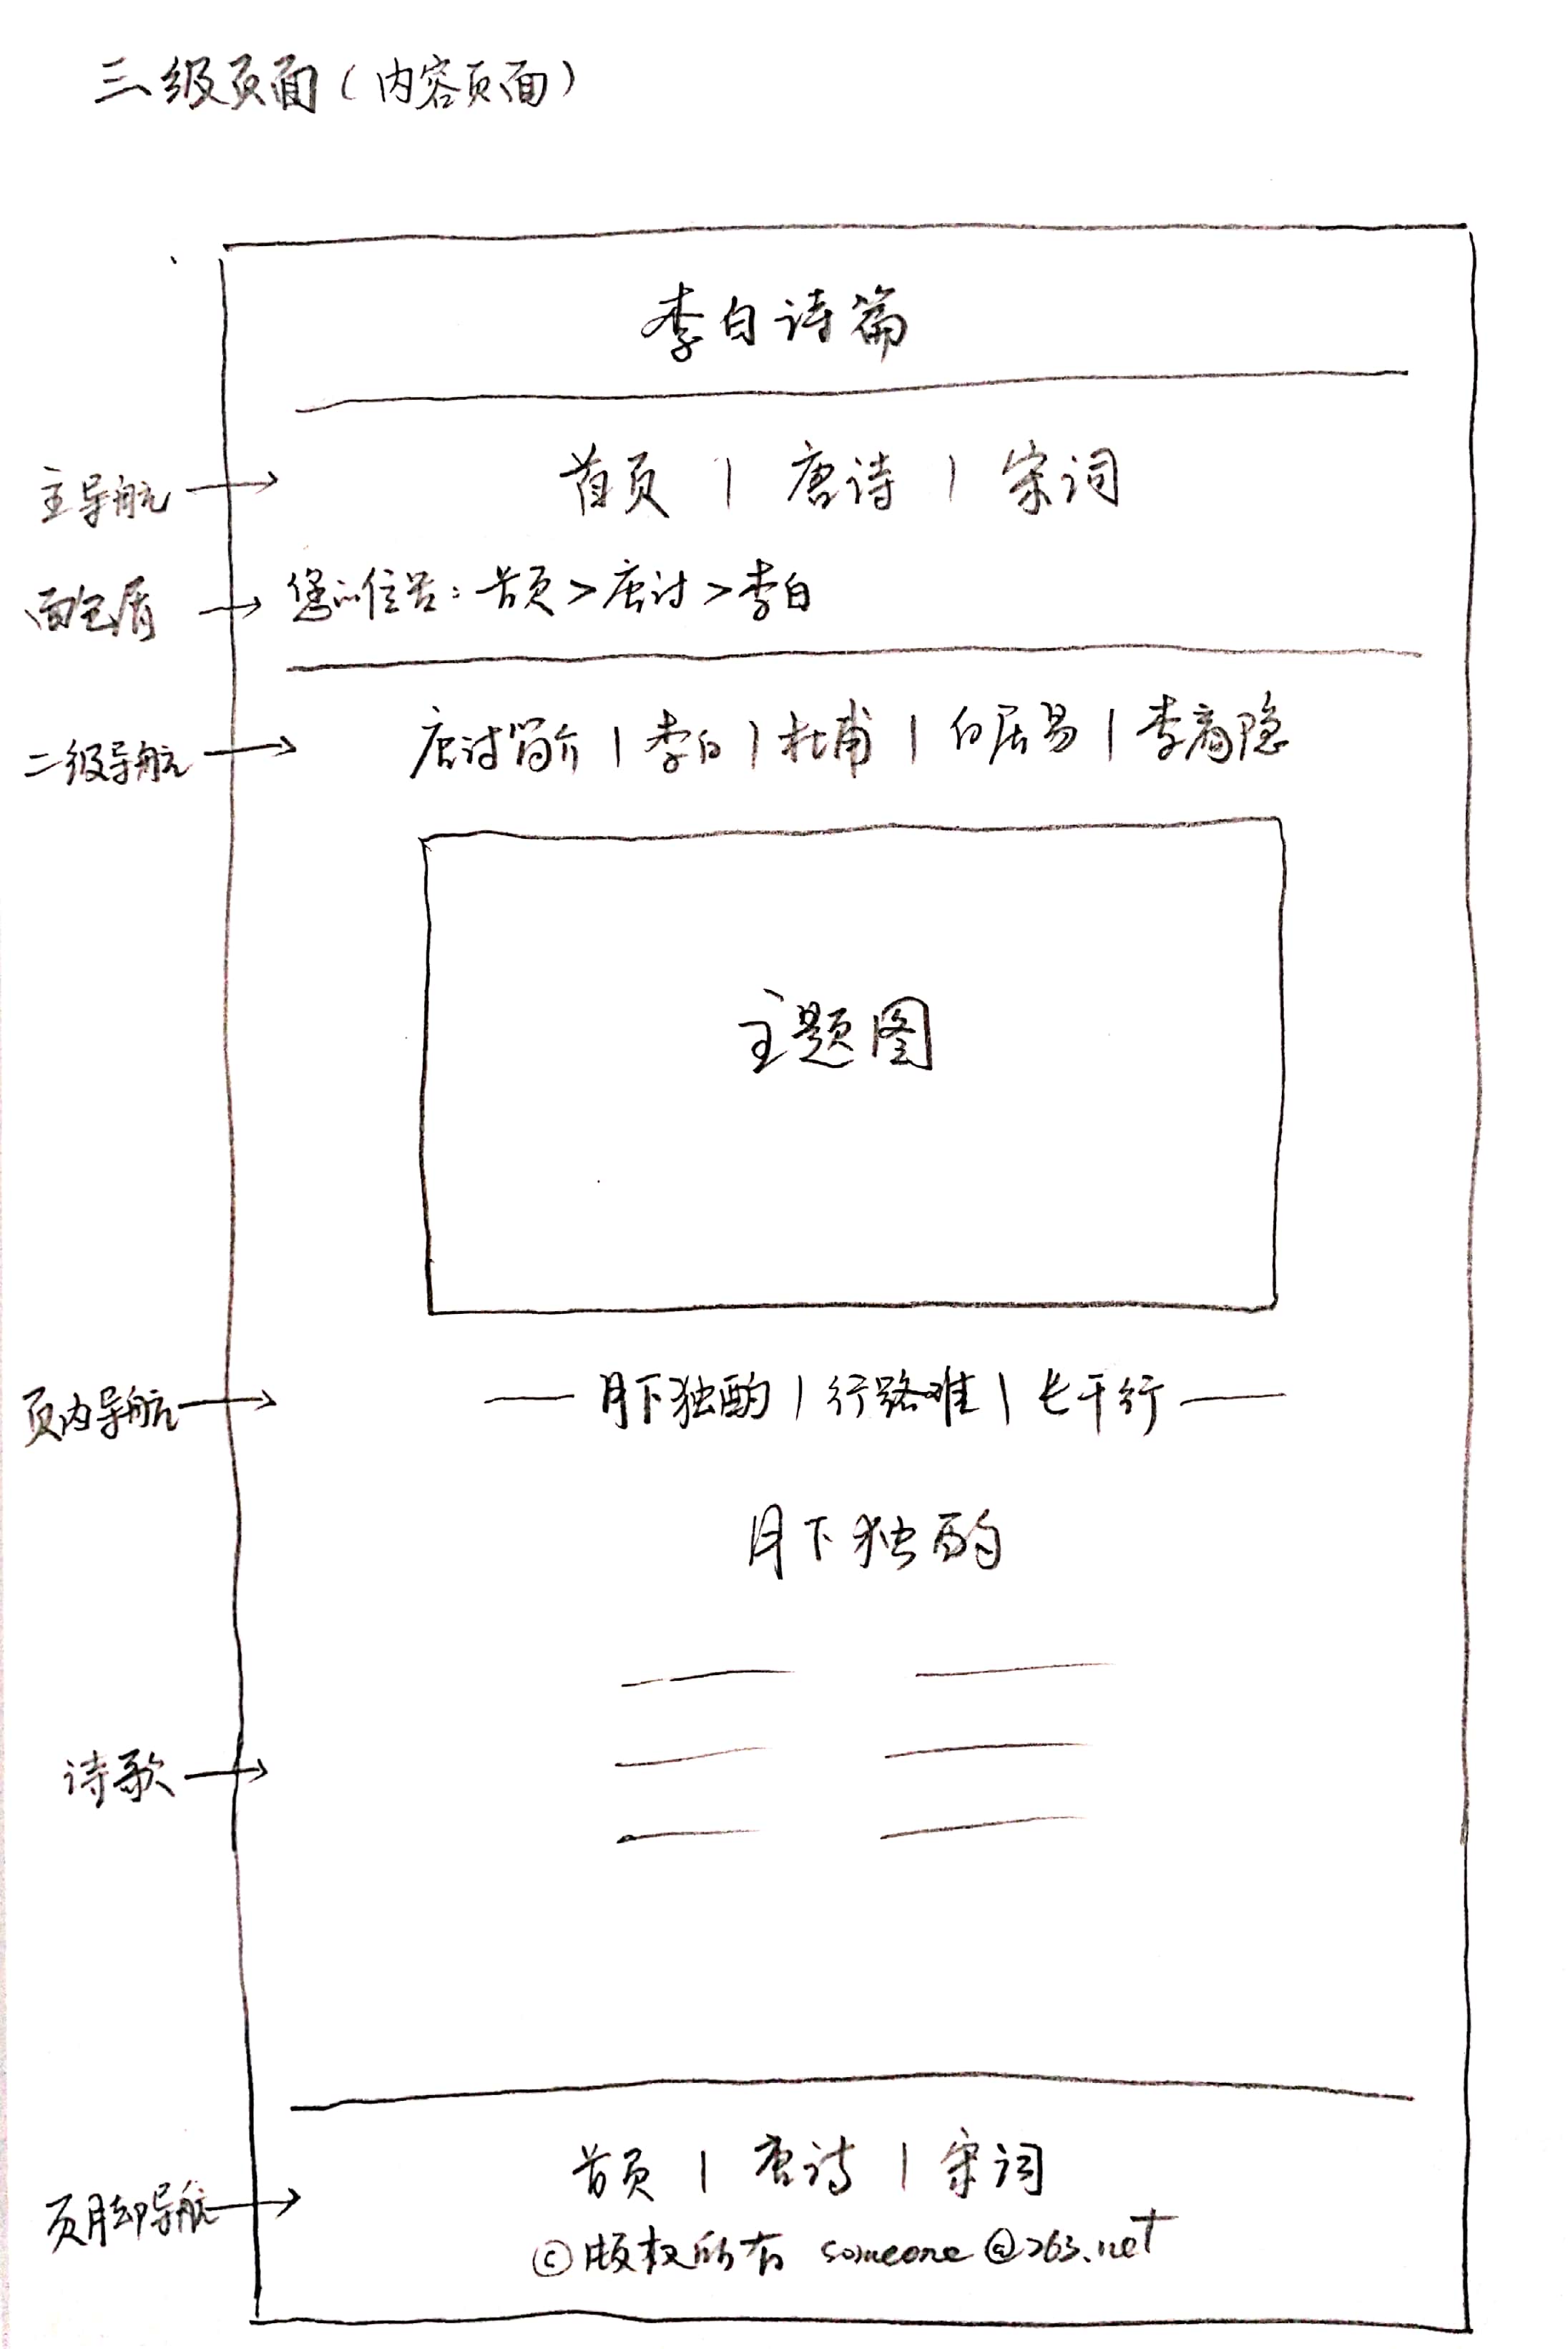 三级页面(内容页面)
李白诗篇
主导航 首页 | 唐诗 | 宋词
面包屑 您的位置：首页 > 唐诗 > 李白
二级导航 唐诗简介 | 李白 | 杜甫 | 白居易 | 李商隐
主题图
页内导航 月下独酌 | 行路难 | 长干行
月下独酌
诗歌
首页 | 唐诗 | 宋词
页脚导航
©版权所有 someone@263.net